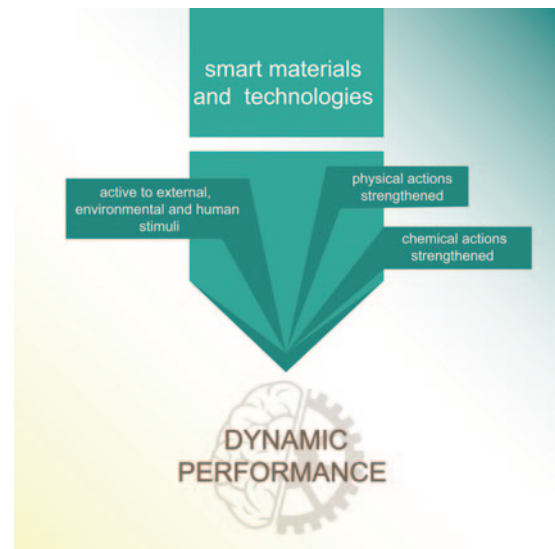 smart materials
and technologies
active to external,
environmental and human
stimuli
physical actions
strengthened
chemical actions
strengthened
DYNAMIC
PERFORMANCE